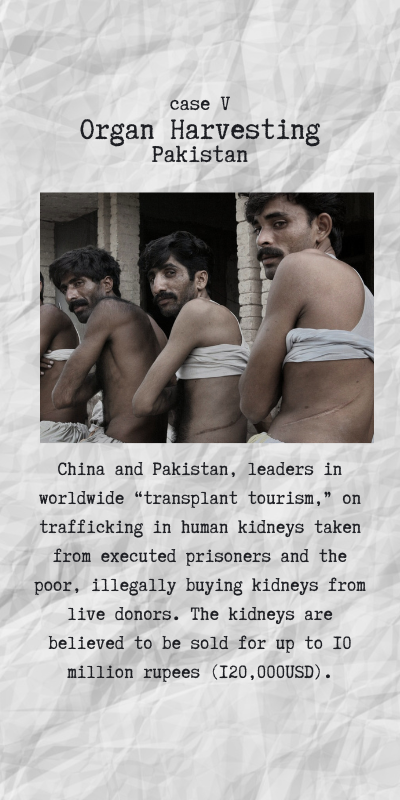 case V
Organ Harvesting
Pakistan
China and Pakistan, leaders in
worldwide “transplant tourism,” on
trafficking in human kidneys taken
from executed prisoners and the
poor, illegally buying kidneys from
live donors. The kidneys are
believed to be sold for up to I0
million rupees (I20,000USD).